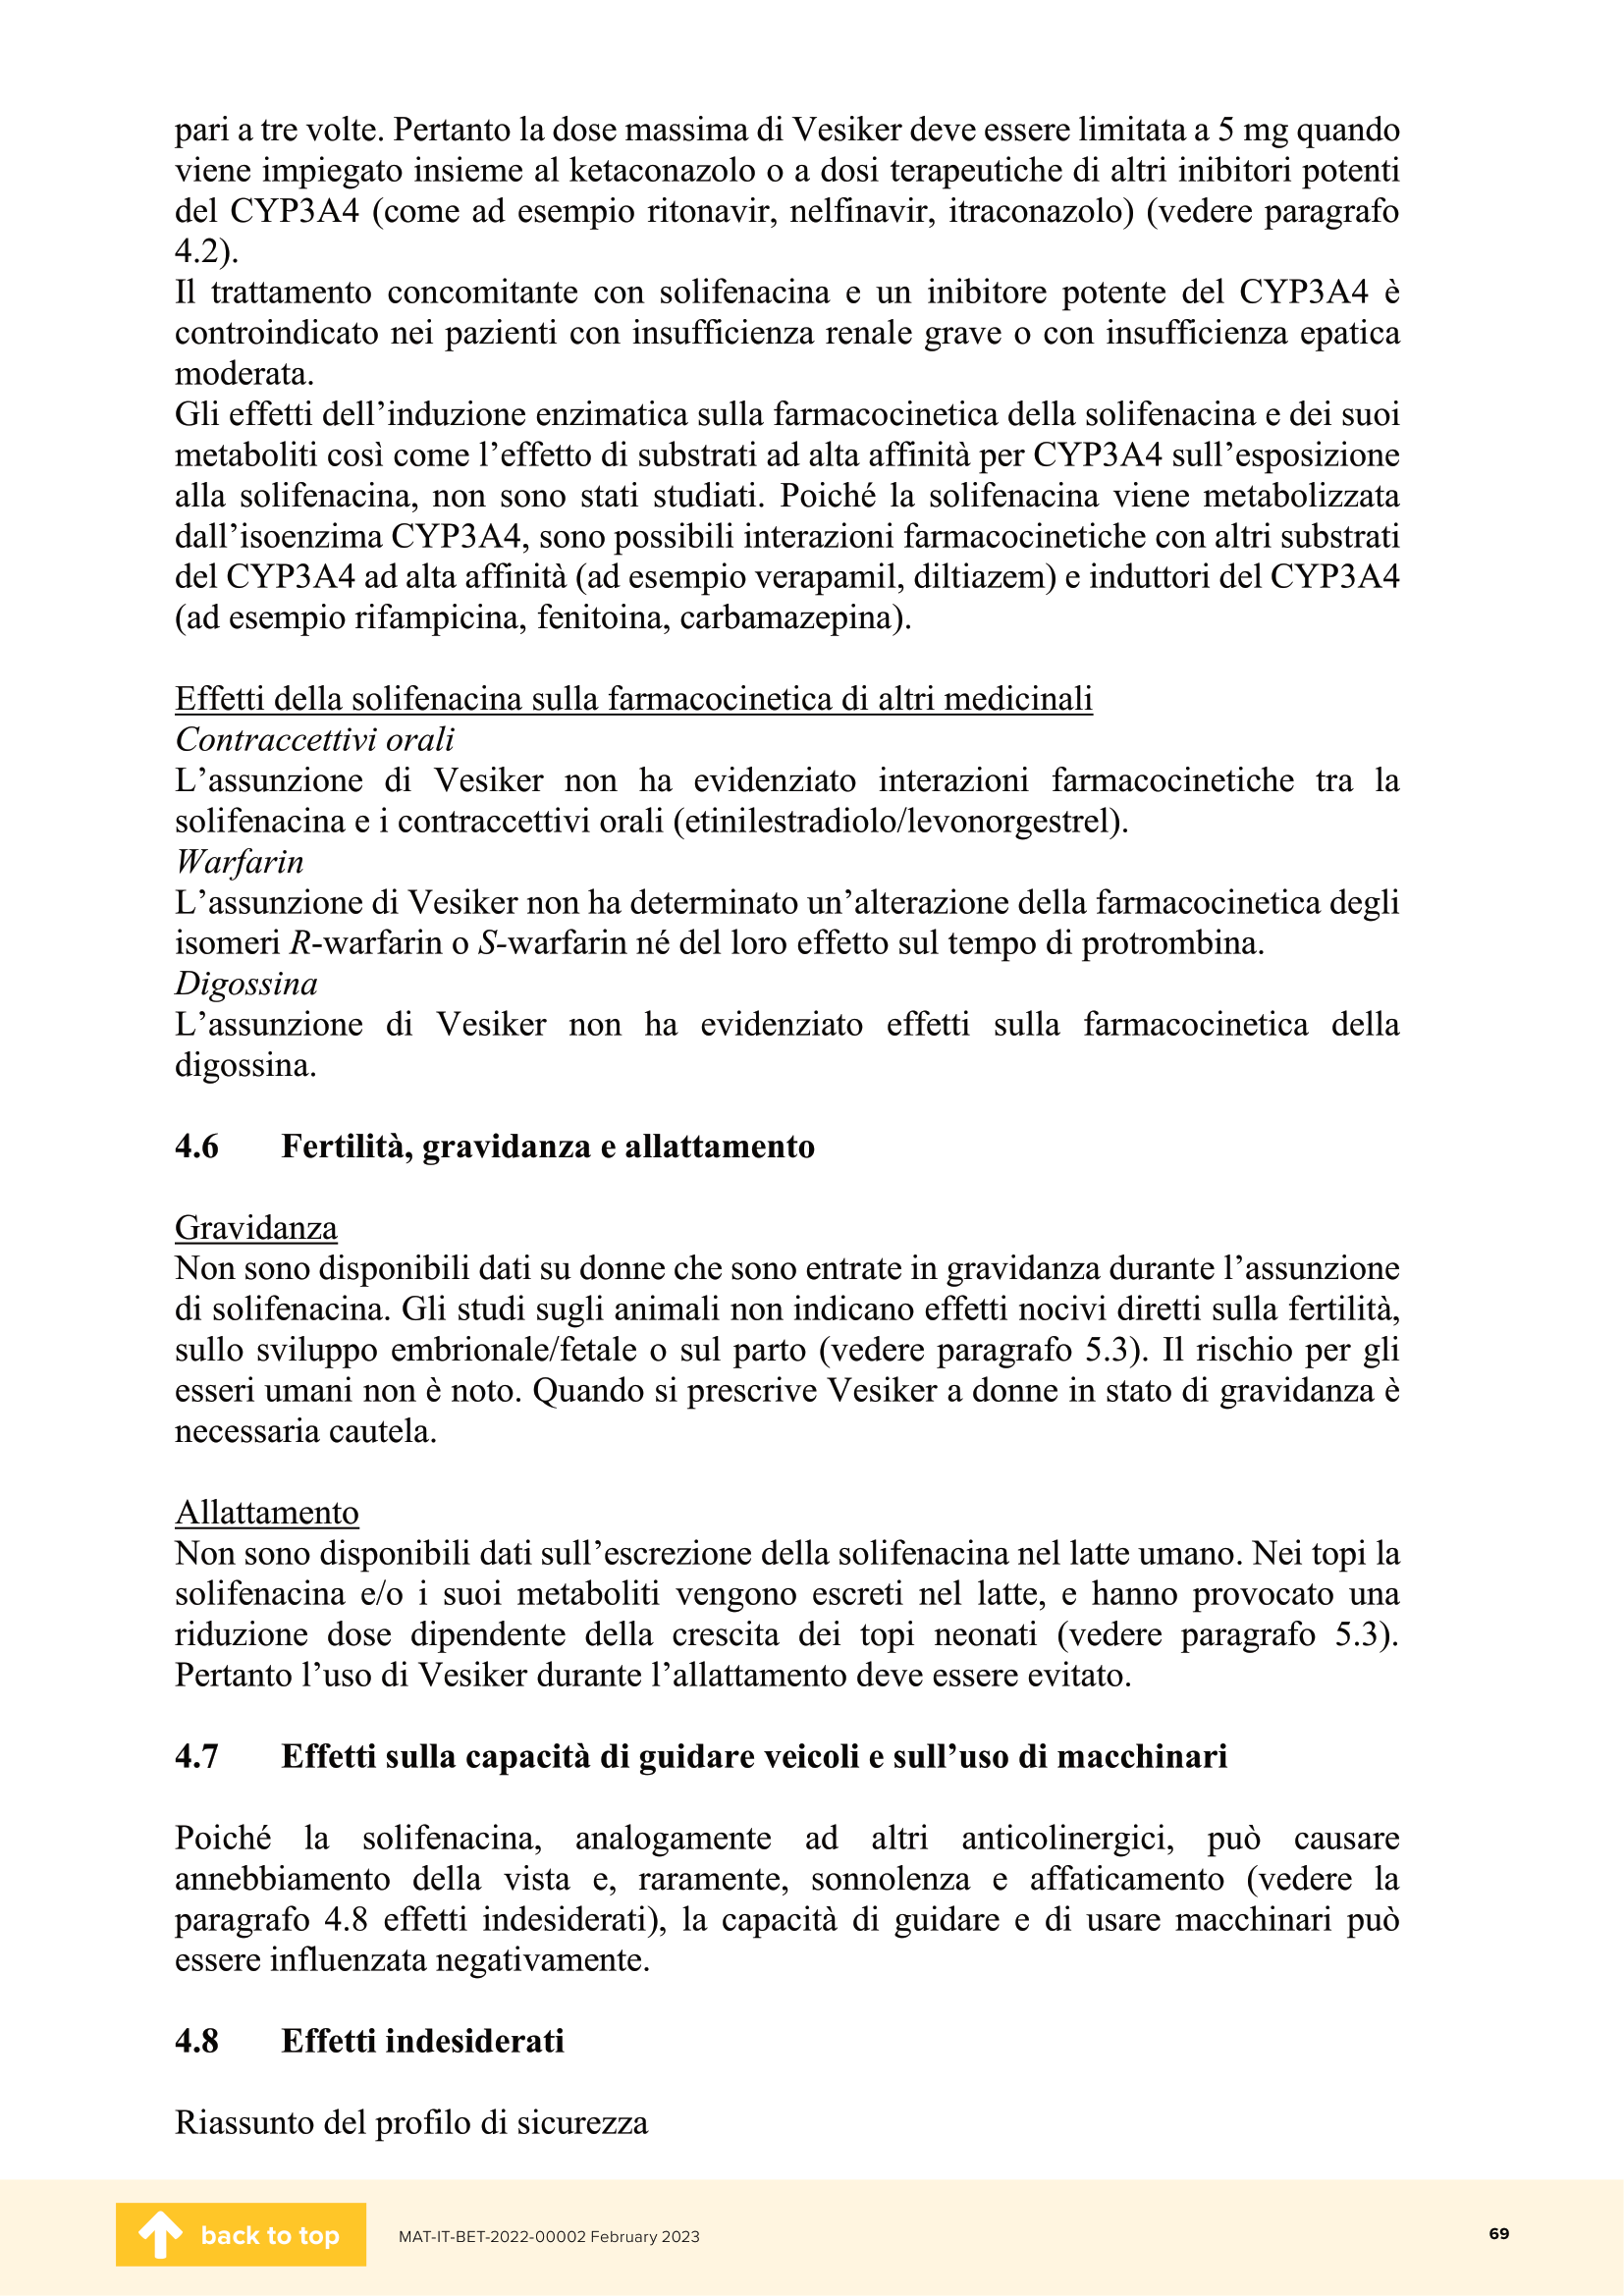 pari a tre volte. Pertanto la dose massima di Vesiker deve essere limitata a 5 mg quando
viene impiegato insieme al ketaconazolo o a dosi terapeutiche di altri inibitori potenti
del CYP3A4 (come ad esempio ritonavir, nelfinavir, itraconazolo) (vedere paragrafo
4.2).
Il trattamento concomitante con solifenacina e un inibitore potente del CYP3A4 è
controindicato nei pazienti con insufficienza renale grave o con insufficienza epatica
moderata.
Gli effetti dell’induzione enzimatica sulla farmacocinetica della solifenacina e dei suoi
metaboliti così come l’effetto di substrati ad alta affinità per CYP3A4 sull’esposizione
alla solifenacina, non sono stati studiati. Poiché la solifenacina viene metabolizzata
dall’isoenzima CYP3A4, sono possibili interazioni farmacocinetiche con altri substrati
del CYP3A4 ad alta affinità (ad esempio verapamil, diltiazem) e induttori del CYP3A4
(ad esempio rifampicina, fenitoina, carbamazepina).
Effetti della solifenacina sulla farmacocinetica di altri medicinali
Contraccettivi orali
L’assunzione di Vesiker non ha evidenziato interazioni farmacocinetiche tra la
solifenacina e i contraccettivi orali (etinilestradiolo/levonorgestrel).
Warfarin
L’assunzione di Vesiker non ha determinato un’alterazione della farmacocinetica degli
isomeri R-warfarin o S-warfarin né del loro effetto sul tempo di protrombina.
Digossina
L’assunzione di Vesiker non ha evidenziato effetti sulla farmacocinetica della
digossina.
4.6 Fertilità, gravidanza e allattamento
Gravidanza
Non sono disponibili dati su donne che sono entrate in gravidanza durante l’assunzione
di solifenacina. Gli studi sugli animali non indicano effetti nocivi diretti sulla fertilità,
sullo sviluppo embrionale/fetale o sul parto (vedere paragrafo 5.3). Il rischio per gli
esseri umani non è noto. Quando si prescrive Vesiker a donne in stato di gravidanza è
necessaria cautela.
Allattamento
Non sono disponibili dati sull’escrezione della solifenacina nel latte umano. Nei topi la
solifenacina e/o i suoi metaboliti vengono escreti nel latte, e hanno provocato una
riduzione dose dipendente della crescita dei topi neonati (vedere paragrafo 5.3).
Pertanto l’uso di Vesiker durante l’allattamento deve essere evitato.
4.7 Effetti sulla capacità di guidare veicoli e sull’uso di macchinari
Poiché la solifenacina, analogamente ad altri anticolinergici, può causare
annebbiamento della vista e, raramente, sonnolenza e affaticamento (vedere la
paragrafo 4.8 effetti indesiderati), la capacità di guidare e di usare macchinari può
essere influenzata negativamente.
4.8 Effetti indesiderati
Riassunto del profilo di sicurezza
back to top
MAT-IT-BET-2022-00002 February 2023
69